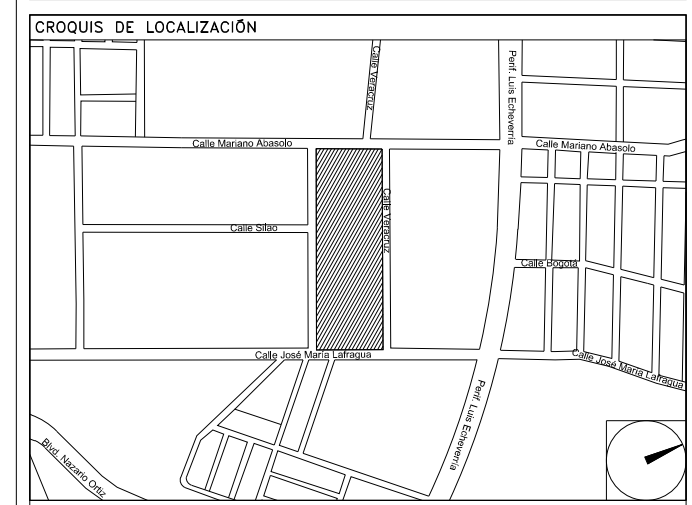 CROQUIS DE LOCALIZACIÓN
Calle Veracruz
Perif. Luis Echeverria
Calle Mariano Abasolo
Calle Mariano Abasolo
Calle Veracruz
Calle Silao
Calle Bogotá
Calle José María Lafragua
Calle José María Lafragua
Perif. Luis Echeverría
Blvd. Nazario Ortiz